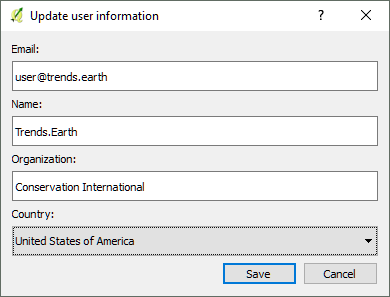 Update user information
?
Email:
user@trends.earth
Name:
Trends.Earth
Organization:
Conservation International
Country:
United States of America
Save Cancel